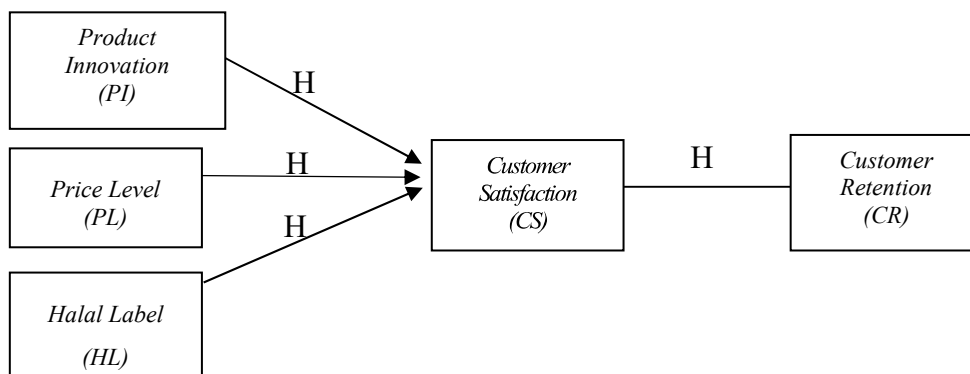 Product
Innovation
(PI)
H
Price Level
(PL)
H
Halal Label
(HL)
H
Customer
Satisfaction
(CS)
H
Customer
Retention
(CR)